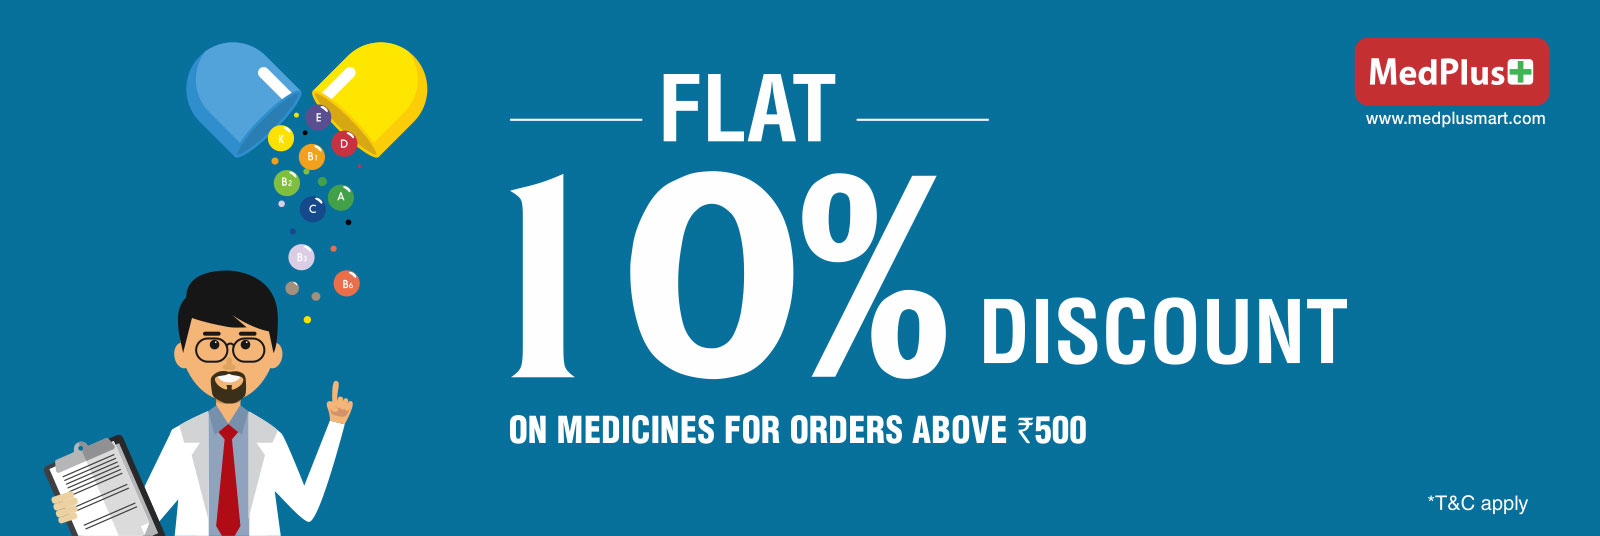 FLAT
10% DISCOUNT
ON MEDICINES FOR ORDERS ABOVE ₹500
MedPlus
www.medplusmart.com
E
K
D
B1
B2
A
C
B3
B6
*T&C apply